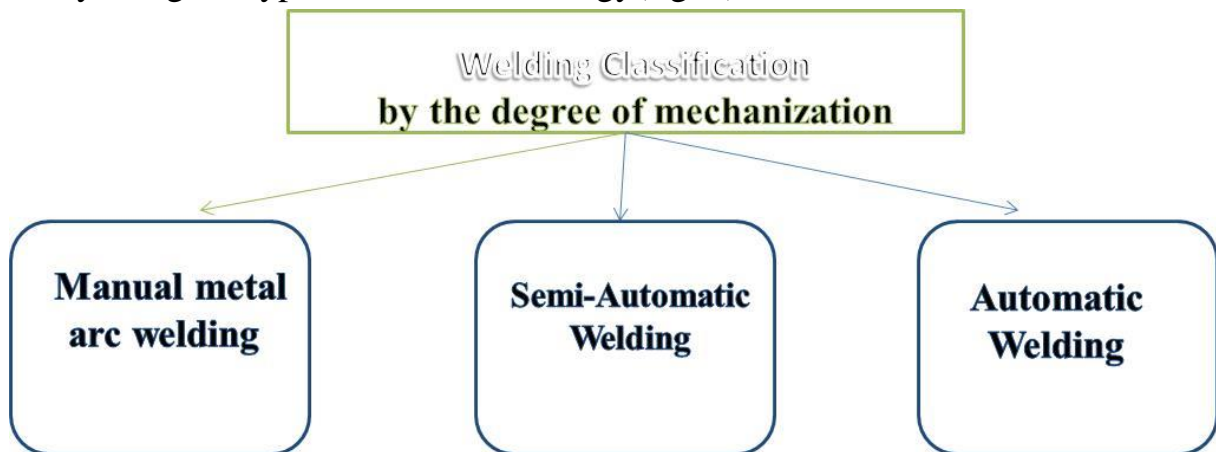 Welding Classification
by the degree of mechanization
Manual metal
arc welding
Semi-Automatic
Welding
Automatic
Welding